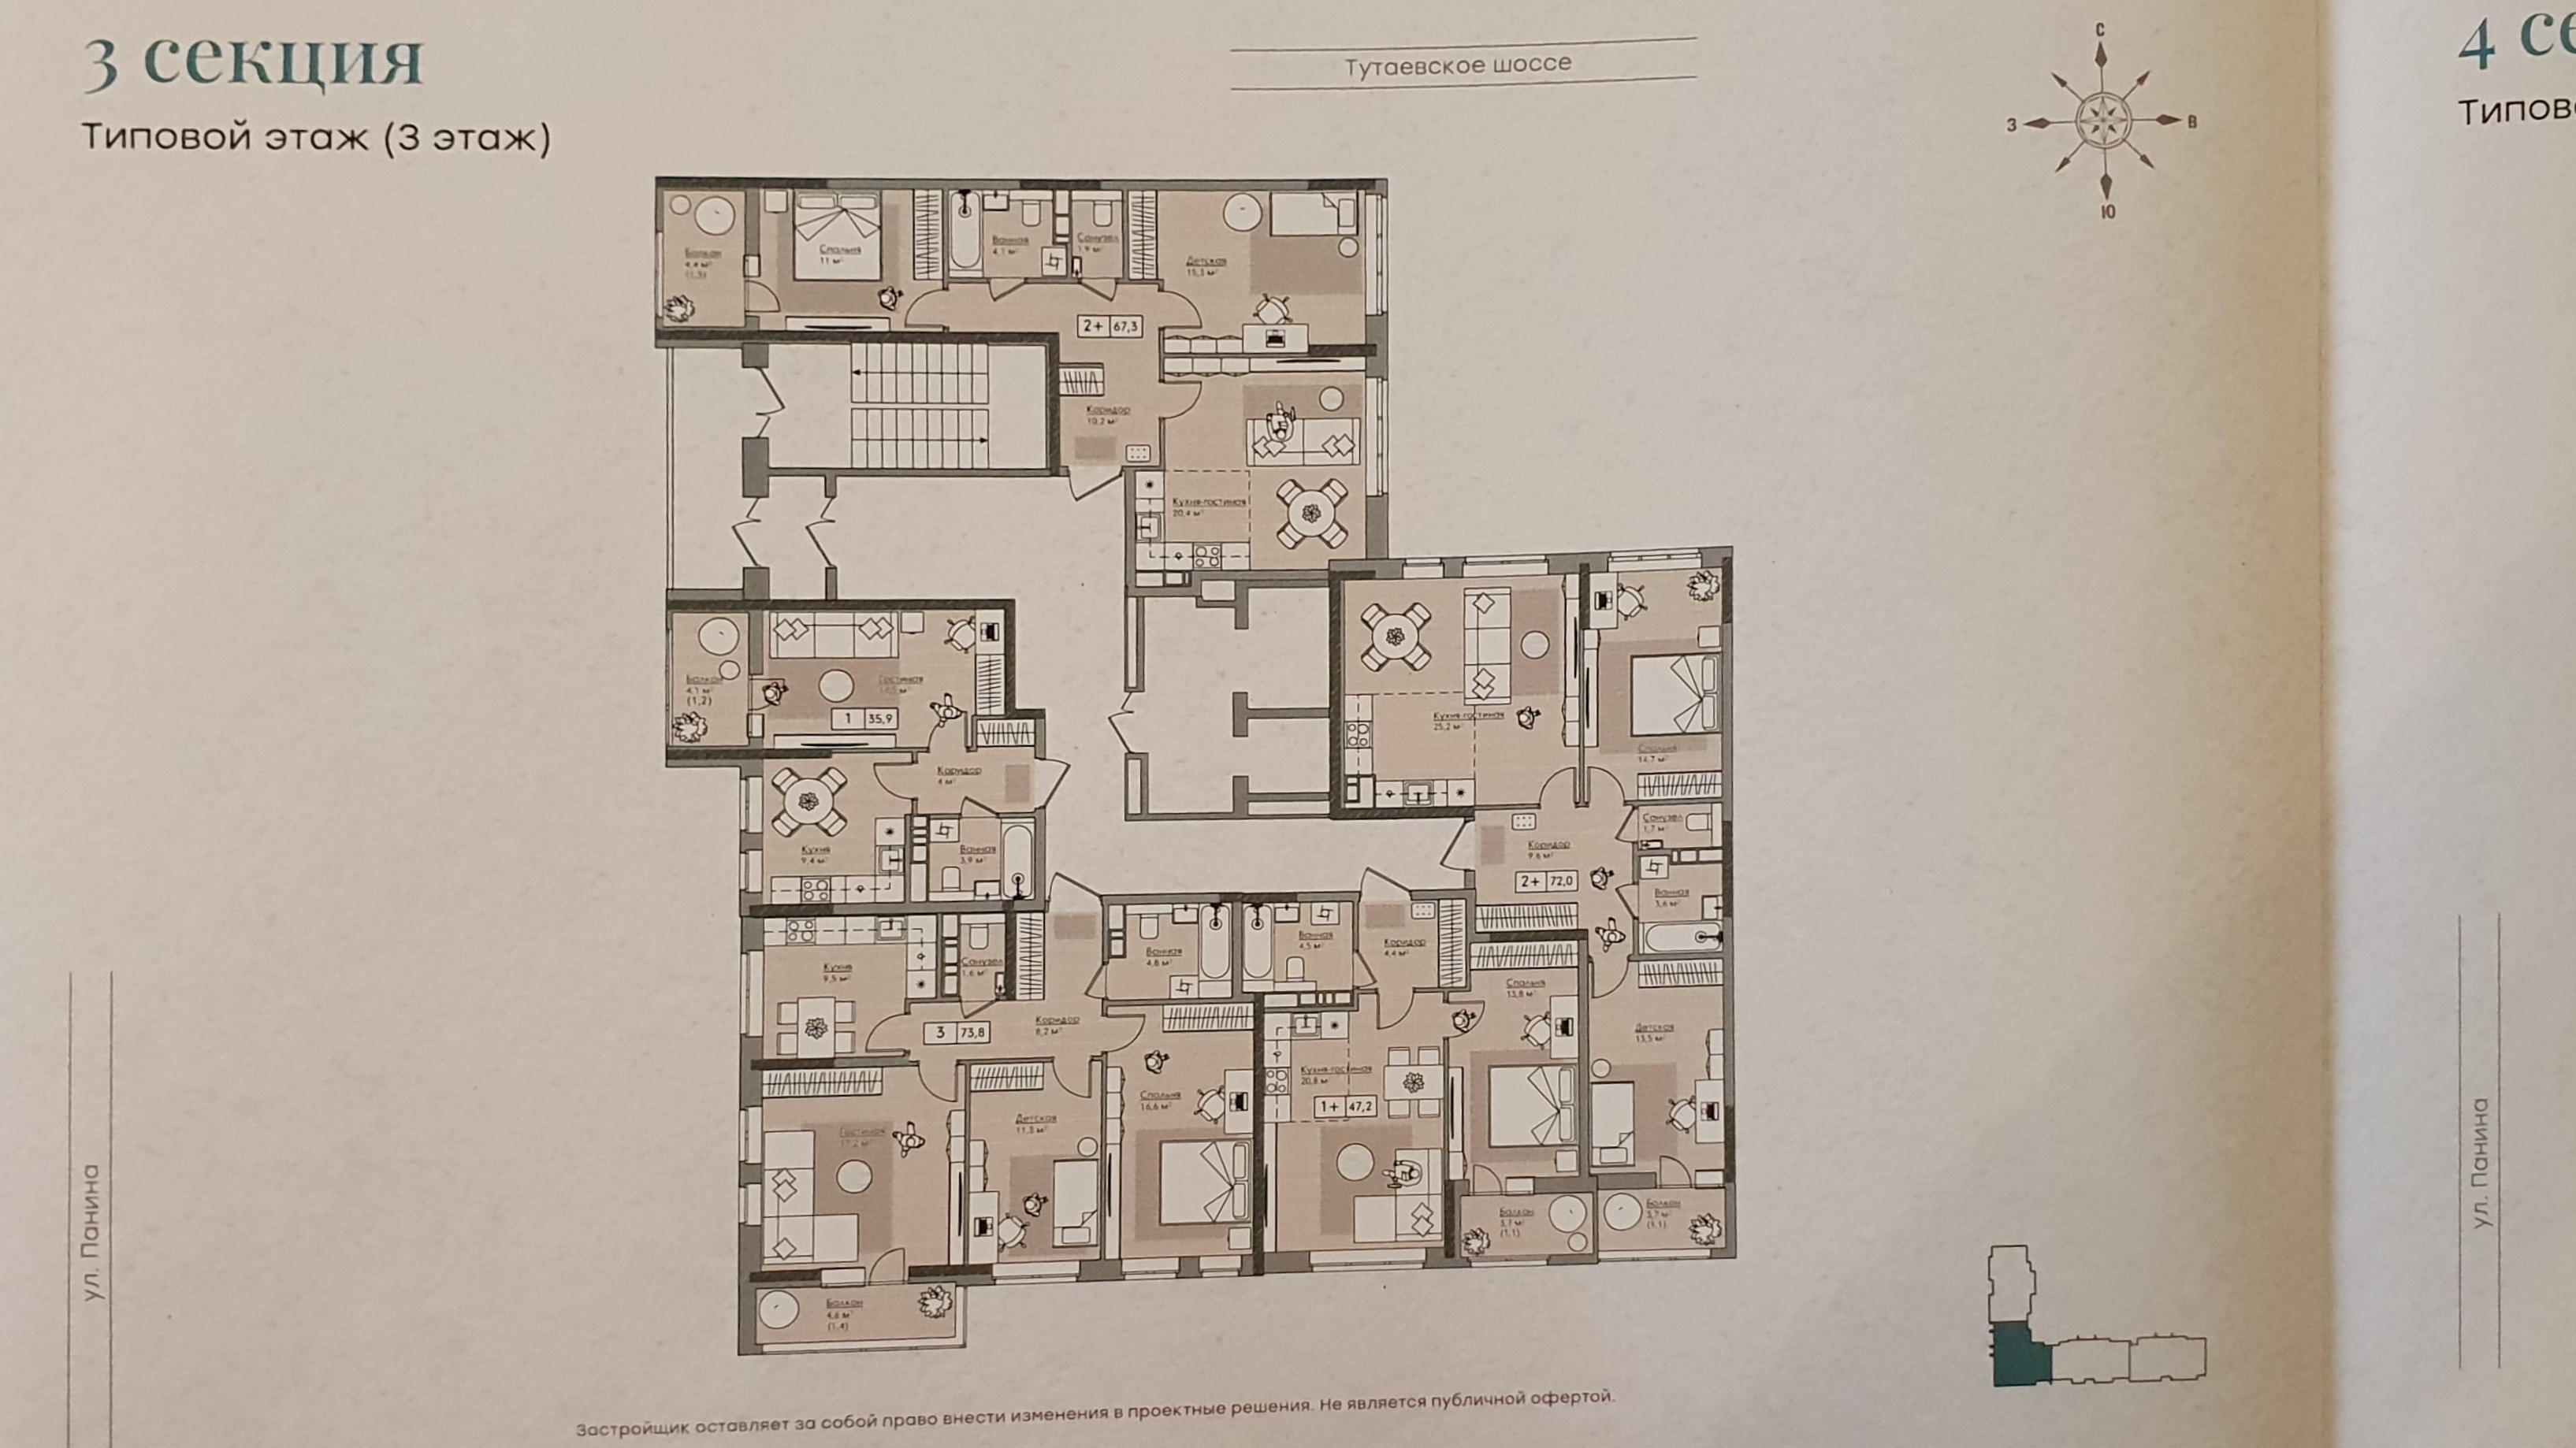 3 секция
Типовой этаж (3 этаж)
Тутаевское шоссе
С
З
В
Ю
4 се
Типов
Балкон
4,4 м²
(1,3)
Спальня
11 м²
Ванная
4,1 м²
Санузел
1,9 м²
Детская
15,3 м²
2+ 67,3
Коридор
10,2 м²
Кухня-гостиная
20,4 м²
Балкон
4,1 м²
(1,2)
Гостиная
1 35,9
Коридор
4 м²
Кухня
9,4 м²
Ванная
3,9 м²
Кухня-гостиная
25,2 м²
Спальня
14,7 м²
Санузел
1,7 м²
Коридор
9,6 м²
2+ 72,0
Ванная
3,6 м²
Детская
13,5 м²
Балкон
3,7 м²
(1,1)
Кухня
9,5 м²
Санузел
1,6 м²
Коридор
8,2 м²
3 73,8
Ванная
4,8 м²
Гостиная
17,2 м²
Детская
11,3 м²
Спальня
16,6 м²
Балкон
4,6 м²
(1,4)
Ванная
4,5 м²
Коридор
4,4 м²
Кухня-гостиная
20,8 м²
1+ 47,2
Спальня
13,8 м²
Балкон
3,7 м²
(1,1)
ул. Панина
ул. Панина
Застройщик оставляет за собой право внести изменения в проектные решения. Не является публичной офертой.